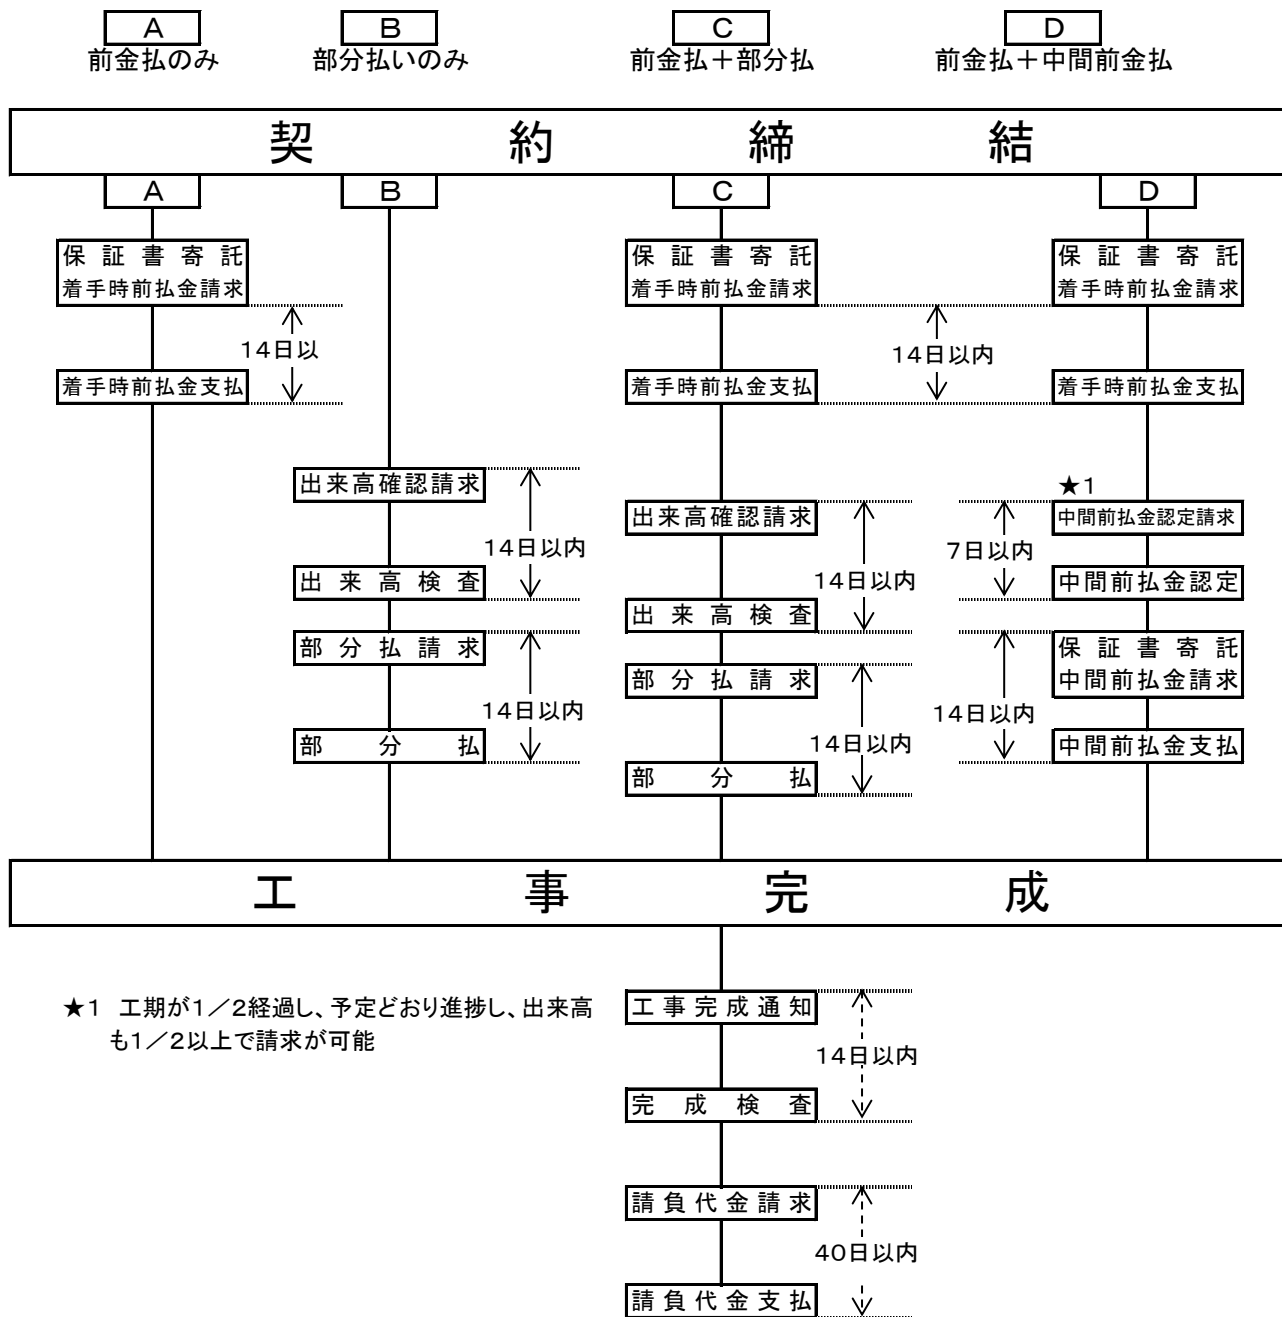 A
B
C
D
前金払のみ
部分払いのみ
前金払＋部分払
前金払＋中間前金払
契約締結
A
B
C
D
保証書寄託
着手時前払金請求
14日以
着手時前払金支払
出来高確認請求
14日以内
出来高検査
部分払請求
14日以内
部分払
保証書寄託
着手時前払金請求
14日以内
着手時前払金支払
出来高確認請求
14日以内
出来高検査
部分払請求
14日以内
部分払
保証書寄託
着手時前払金請求
着手時前払金支払
★1
中間前払金認定請求
7日以内
中間前払金認定
保証書寄託
中間前払金請求
14日以内
中間前払金支払
工事完成
★1　工期が1／2経過し、予定どおり進捗し、出来高
も1／2以上で請求が可能
工事完成通知
14日以内
完成検査
請負代金請求
40日以内
請負代金支払